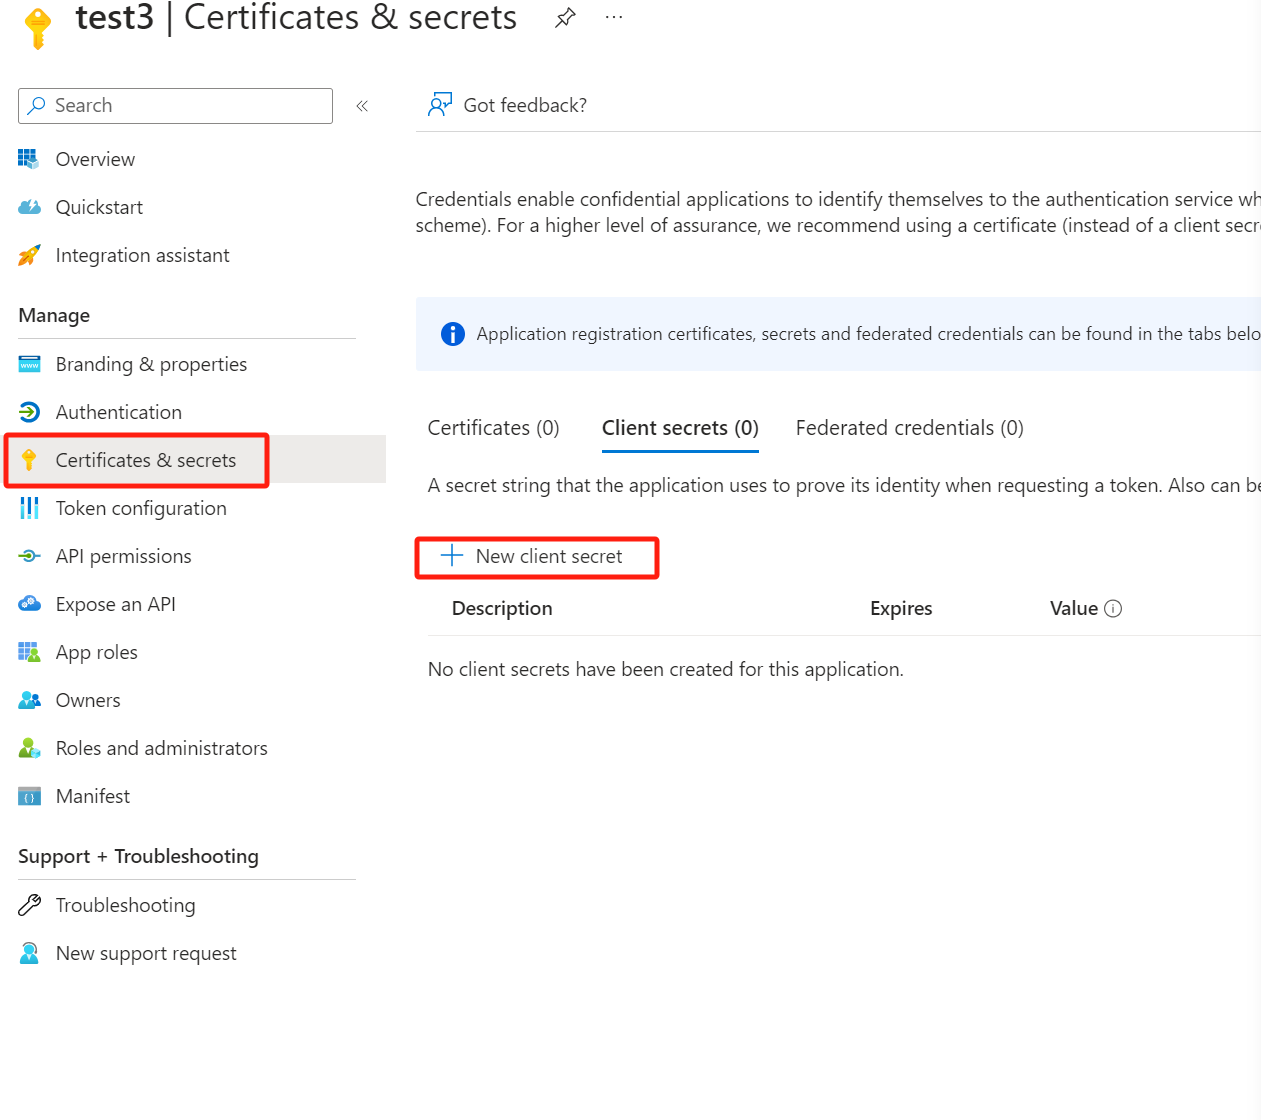 test3 | Certificates & secrets
Search
Overview
Quickstart
Integration assistant
Manage
Branding & properties
Authentication
Certificates & secrets
Token configuration
API permissions
Expose an API
App roles
Owners
Roles and administrators
Manifest
Support + Troubleshooting
Troubleshooting
New support request
Got feedback?
Credentials enable confidential applications to identify themselves to the authentication service wh
scheme). For a higher level of assurance, we recommend using a certificate (instead of a client secre
Application registration certificates, secrets and federated credentials can be found in the tabs belo
Certificates (0) Client secrets (0) Federated credentials (0)
A secret string that the application uses to prove its identity when requesting a token. Also can be
New client secret
Description Expires Value
No client secrets have been created for this application.